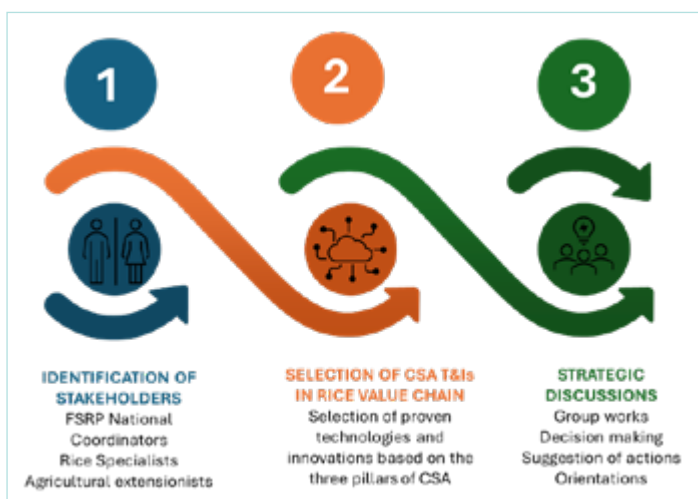 1
2
3
IDENTIFICATION OF
STAKEHOLDERS
FSRP National
Coordinators
Rice Specialists
Agricultural extensionists
SELECTION OF CSA T&Is
IN RICE VALUE CHAIN
Selection of proven
technologies and
innovations based on the
three pillars of CSA
STRATEGIC
DISCUSSIONS
Group works
Decision making
Suggestion of actions
Orientations